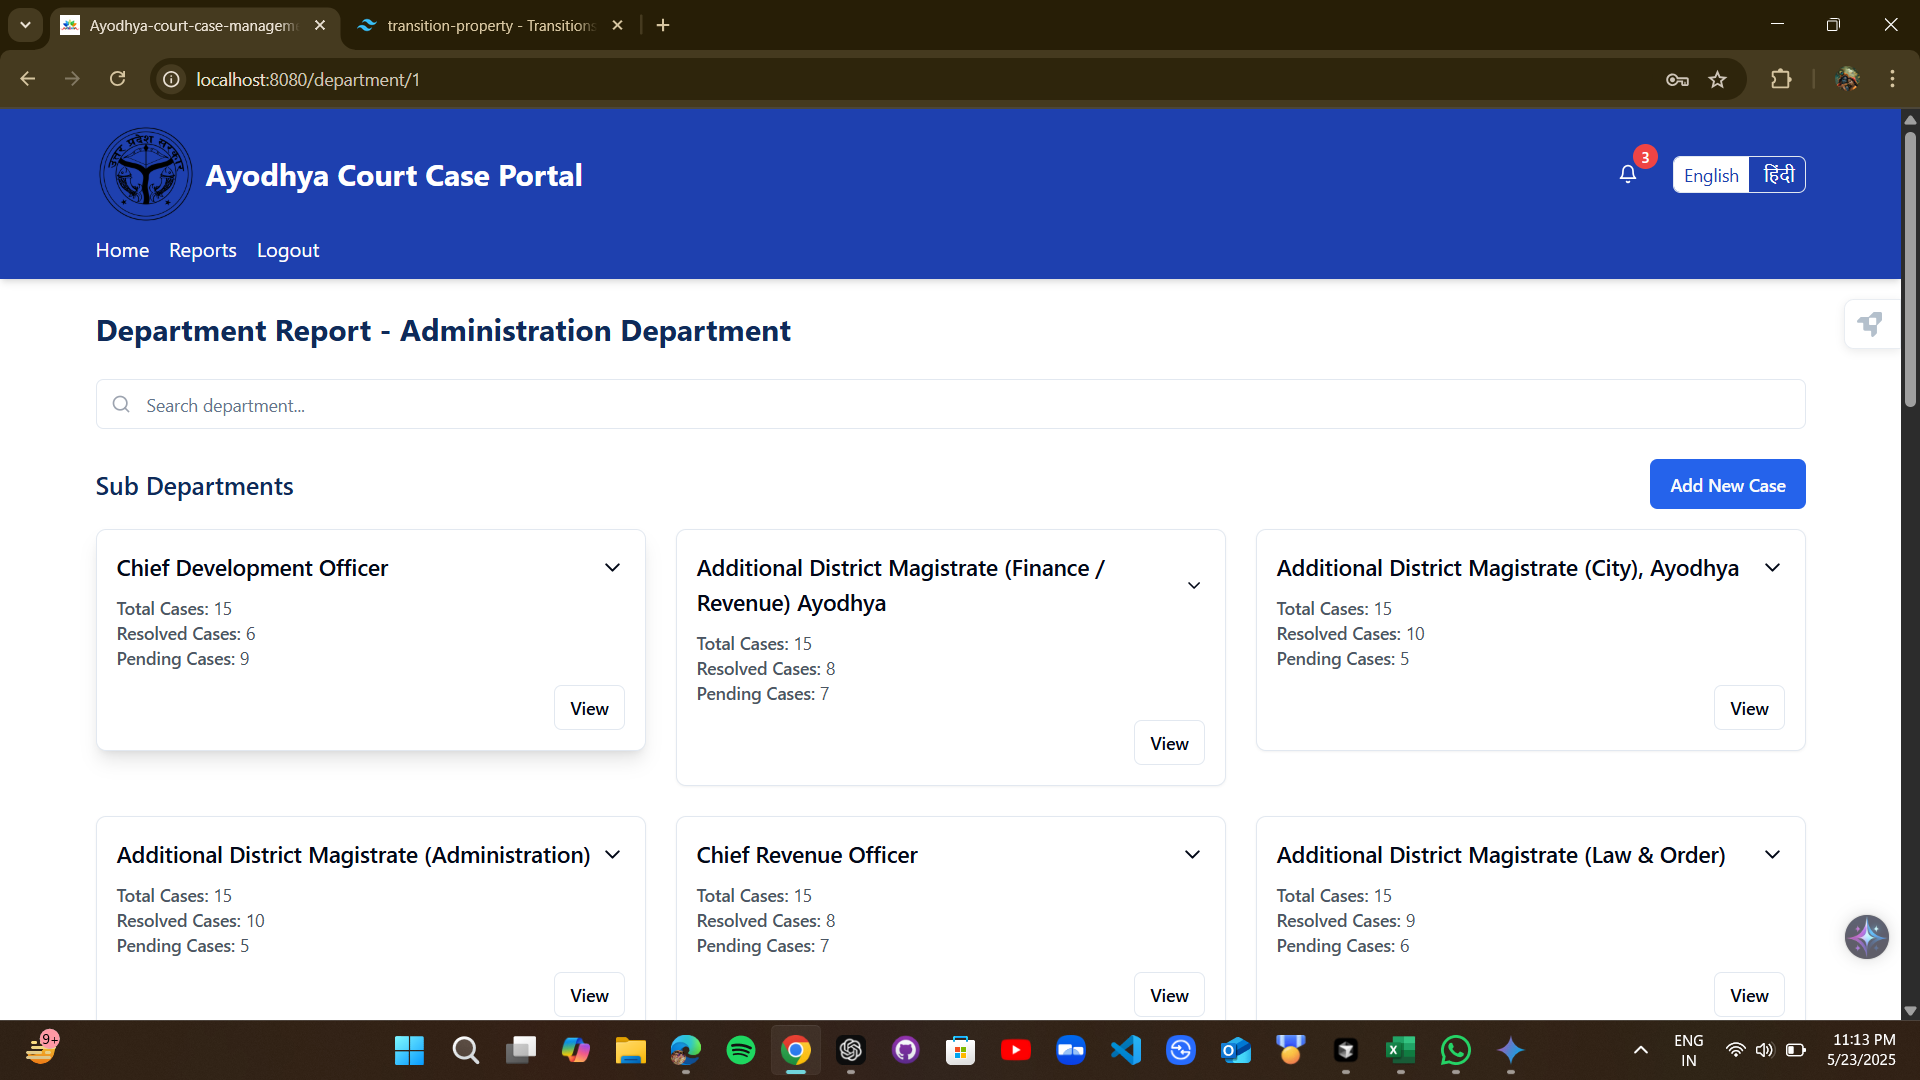 Ayodhya-court-case-managem
transition-property - Transitions
localhost:8080/department/1
उत्तर प्रदेश सरकार
Ayodhya Court Case Portal
3
English
हिंदी
Home
Reports
Logout
Department Report - Administration Department
Search department...
Sub Departments
Add New Case
Chief Development Officer
Total Cases: 15
Resolved Cases: 6
Pending Cases: 9
View
Additional District Magistrate (Finance /
Revenue) Ayodhya
Total Cases: 15
Resolved Cases: 8
Pending Cases: 7
View
Additional District Magistrate (City), Ayodhya
Total Cases: 15
Resolved Cases: 10
Pending Cases: 5
View
Additional District Magistrate (Administration)
Total Cases: 15
Resolved Cases: 10
Pending Cases: 5
View
Chief Revenue Officer
Total Cases: 15
Resolved Cases: 8
Pending Cases: 7
View
Additional District Magistrate (Law & Order)
Total Cases: 15
Resolved Cases: 9
Pending Cases: 6
View
9+
ENG
IN
11:13 PM
5/23/2025